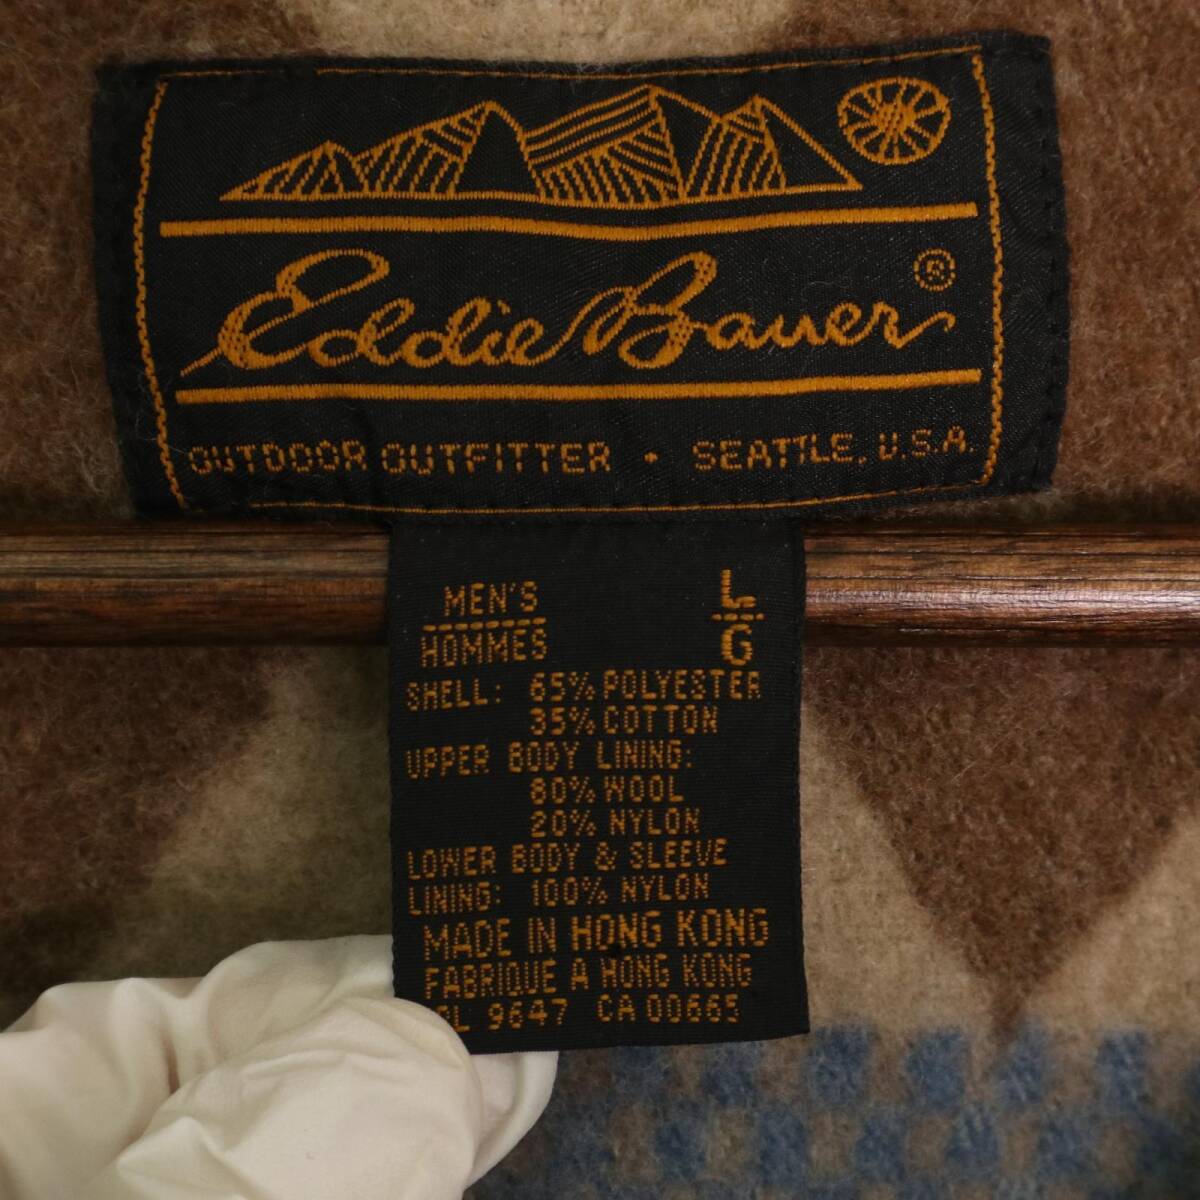 Eddie Bauer ®
OUTDOOR OUTFITTER • SEATTLE, U.S.A.
MEN'S L
HOMMES G
SHELL: 65% POLYESTER
35% COTTON
UPPER BODY LINING:
80% WOOL
20% NYLON
LOWER BODY & SLEEVE
LINING: 100% NYLON
MADE IN HONG KONG
FABRIQUE A HONG KONG
9647 CA 00665